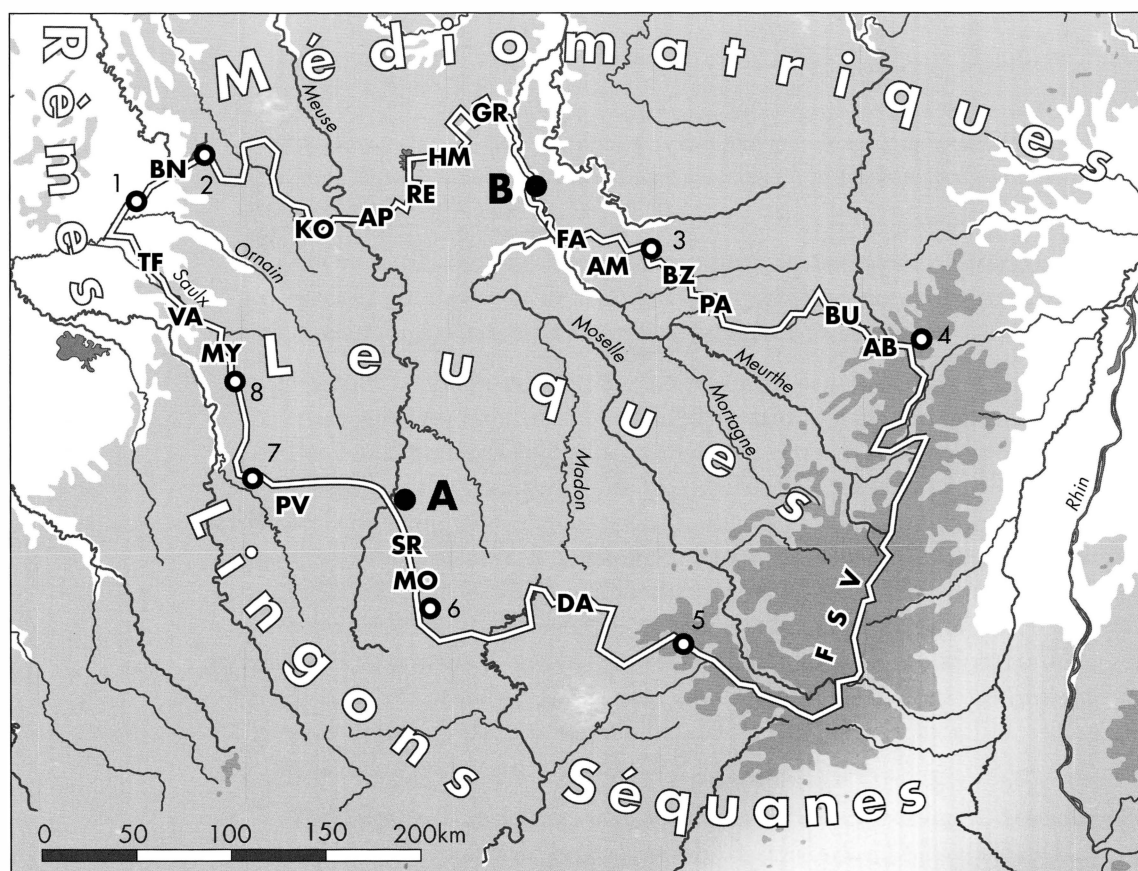 Rèmes
Médiomatriques
Meuse
GR
BN
HM
1
2
B
RE
KO
AP
3
FA
AM
BZ
TF
Ornain
Saulx
VA
PA
BU
AB
4
MY
Leuques
Moselle
Meurthe
Mortagne
8
7
PV
A
Madon
Rhin
SR
MO
6
DA
5
F S V
Lingons
Séquanes
0 50 100 150 200km